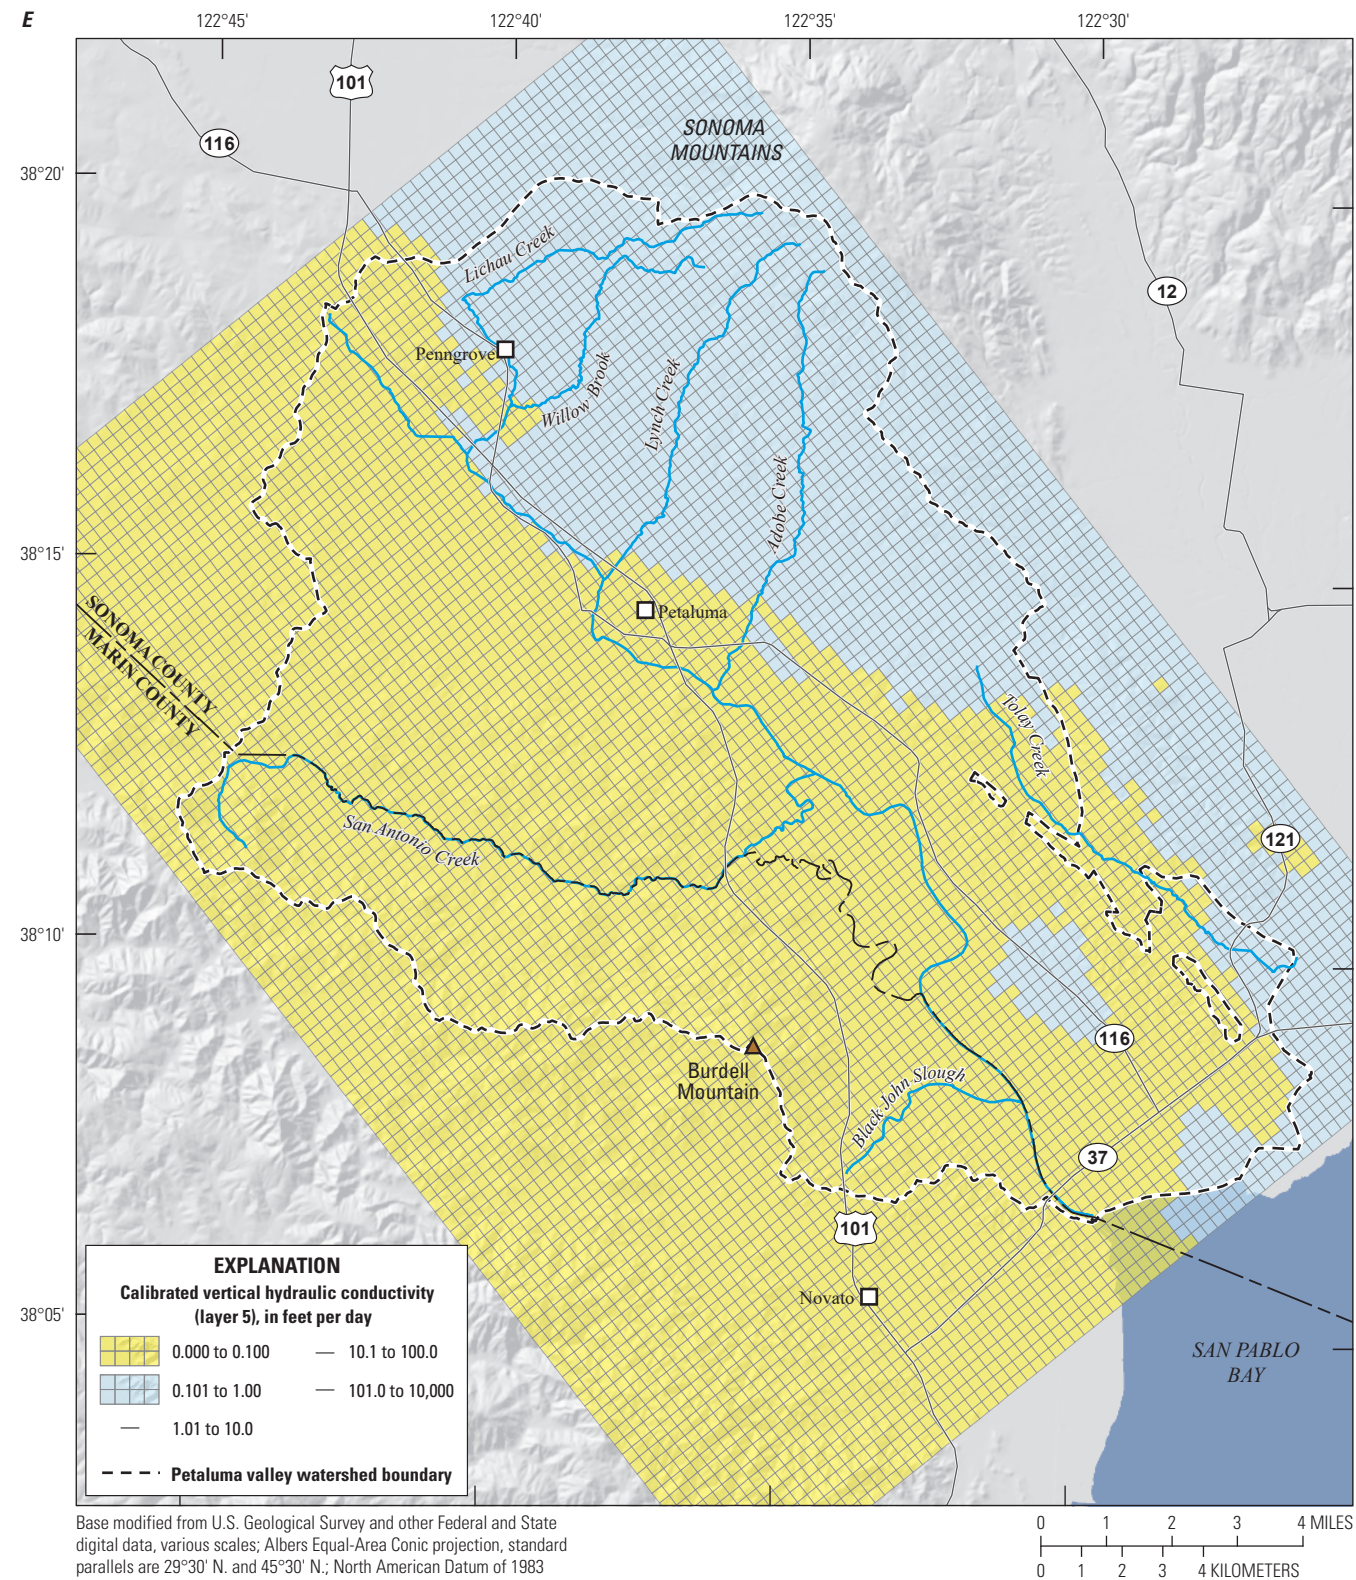 E
122°45' 122°40' 122°35' 122°30'
101
116
SONOMA
MOUNTAINS
38°20'
Lichau Creek
12
Penngrove
Willow Brook
Lynch Creek
Adobe Creek
38°15'
Petaluma
SONOMA COUNTY
MARIN COUNTY
Tolay Creek
San Antonio Creek
121
38°10'
116
Burdell
Mountain
Black John Slough
37
101
Novato
38°05'
SAN PABLO
BAY
EXPLANATION
Calibrated vertical hydraulic conductivity
(layer 5), in feet per day
0.000 to 0.100
0.101 to 1.00
1.01 to 10.0
10.1 to 100.0
101.0 to 10,000
Petaluma valley watershed boundary
Base modified from U.S. Geological Survey and other Federal and State
digital data, various scales; Albers Equal-Area Conic projection, standard
parallels are 29°30' N. and 45°30' N.; North American Datum of 1983
0 1 2 3 4 MILES
0 1 2 3 4 KILOMETERS